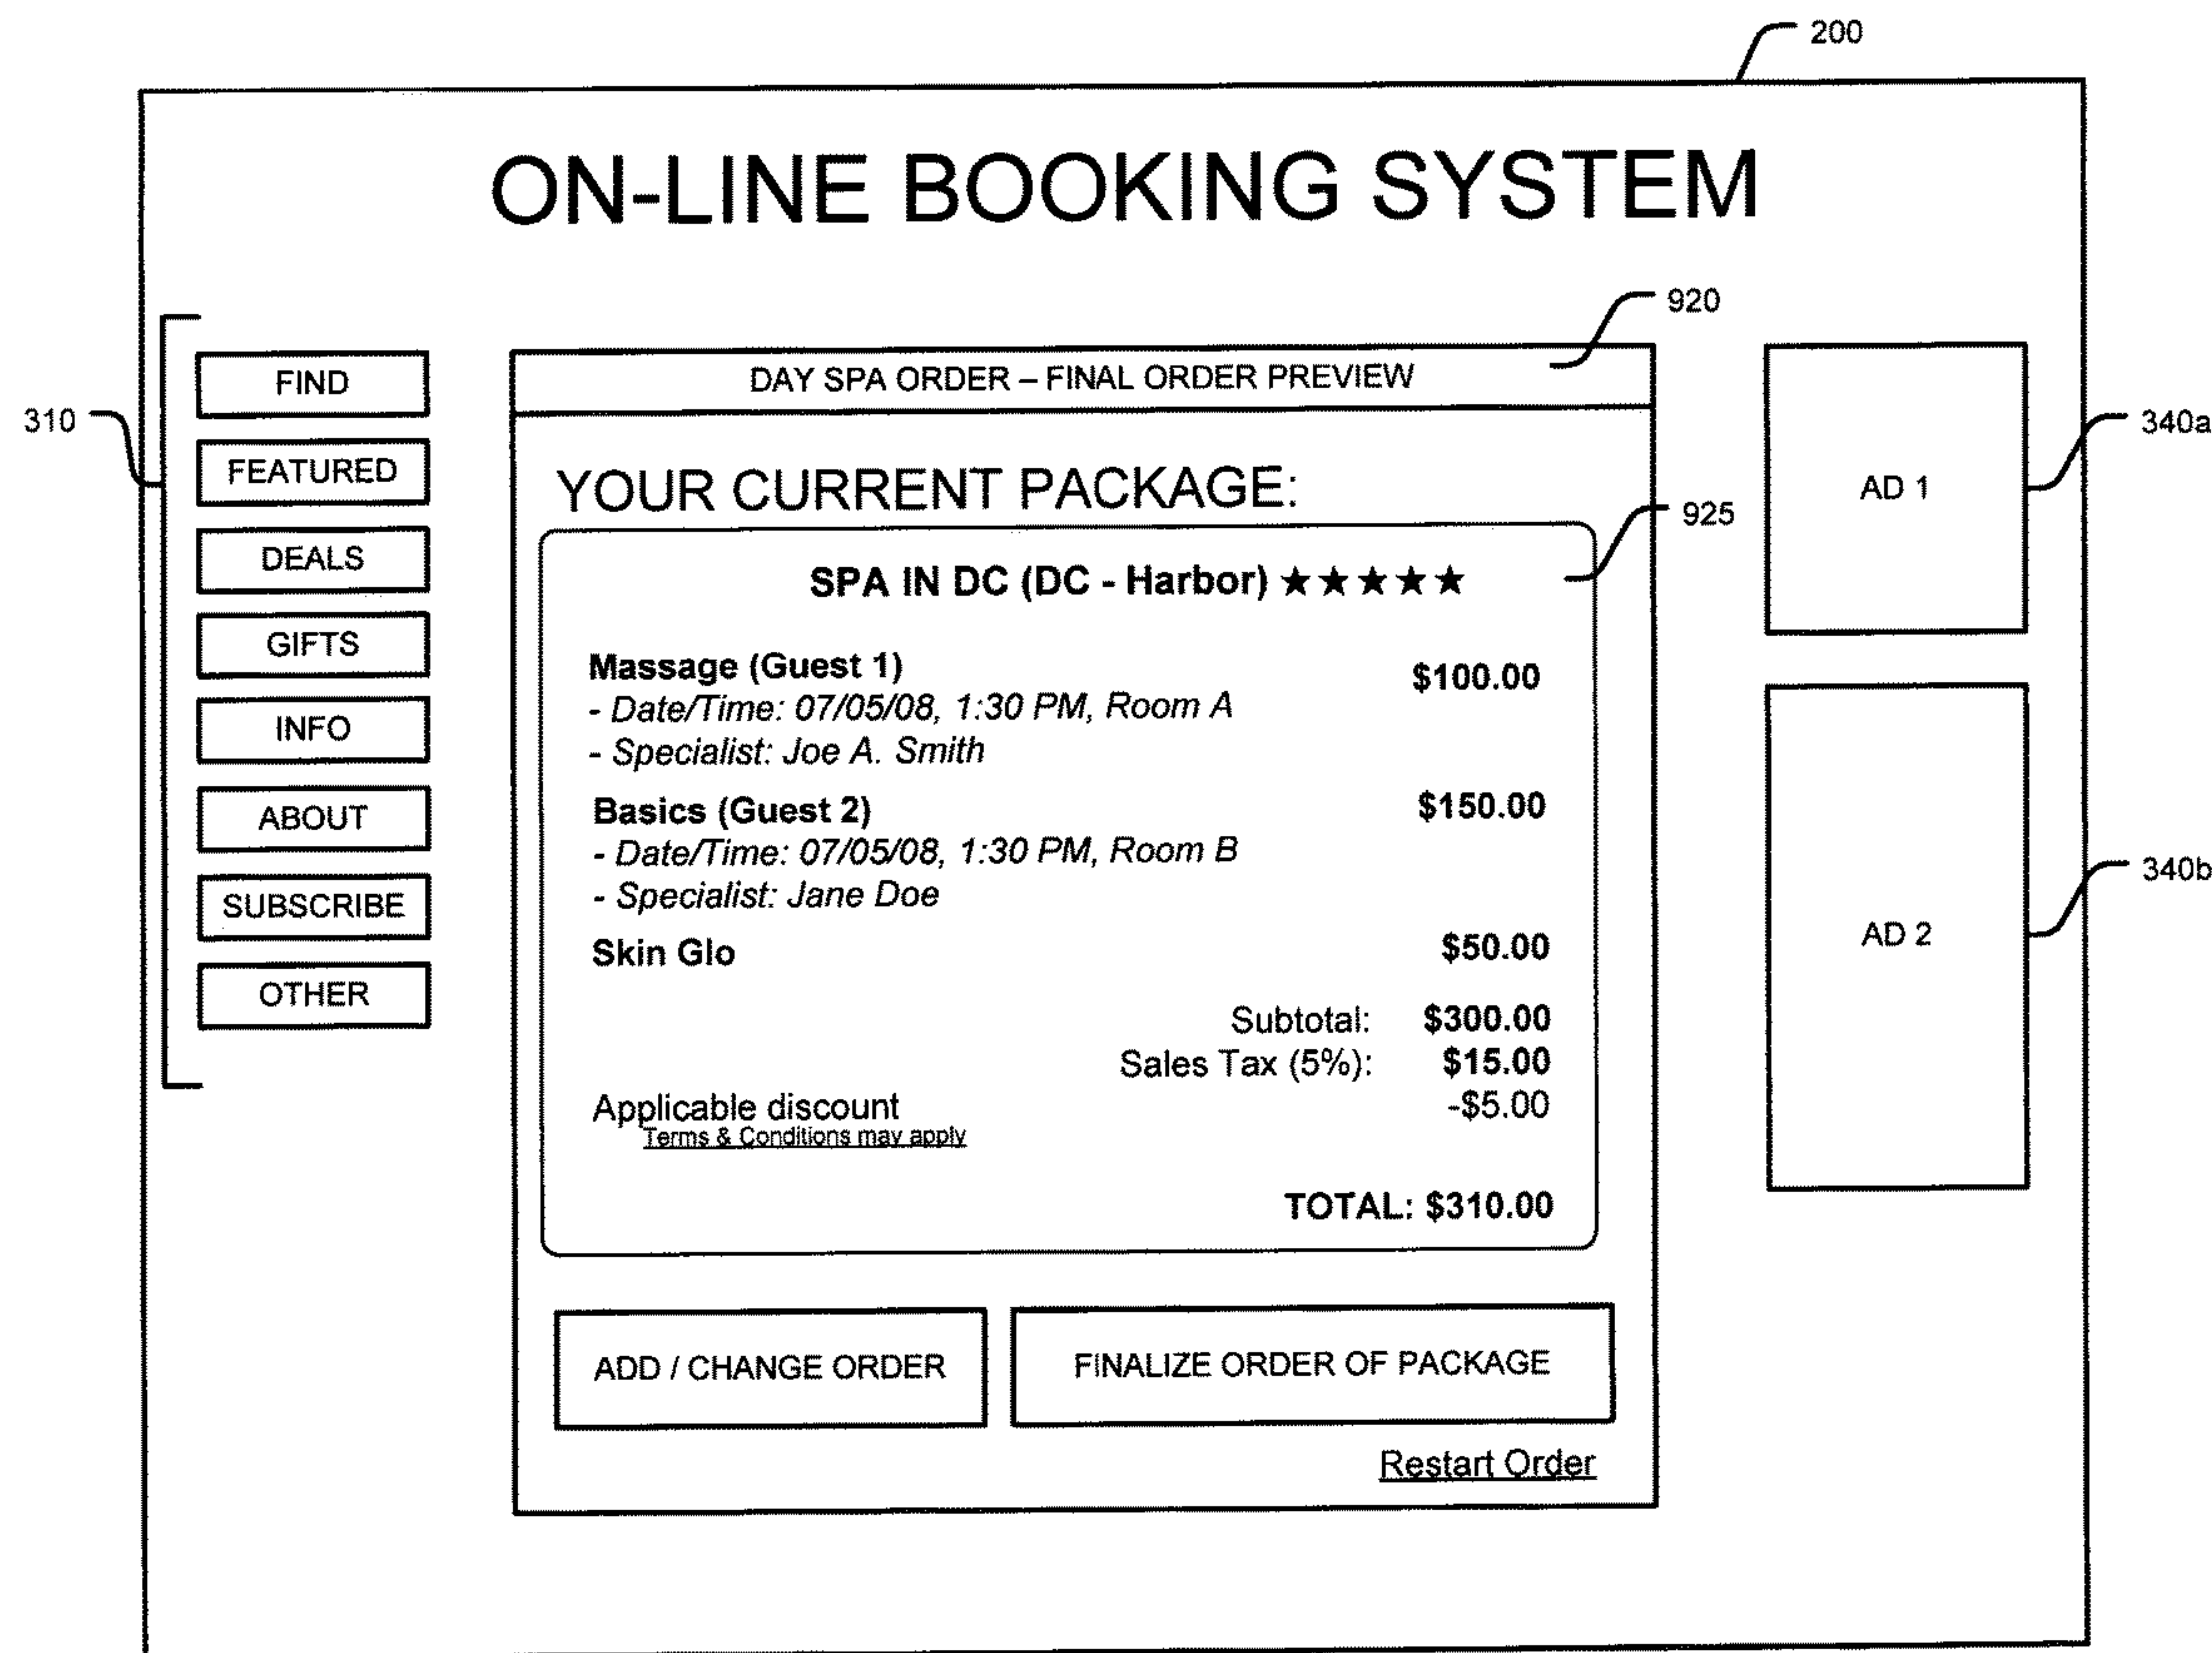 200
ON-LINE BOOKING SYSTEM
920
310
FIND
FEATURED
DEALS
GIFTS
INFO
ABOUT
SUBSCRIBE
OTHER
DAY SPA ORDER – FINAL ORDER PREVIEW
YOUR CURRENT PACKAGE:
925
SPA IN DC (DC - Harbor) ★★★★★
Massage (Guest 1) $100.00
- Date/Time: 07/05/08, 1:30 PM, Room A
- Specialist: Joe A. Smith
Basics (Guest 2) $150.00
- Date/Time: 07/05/08, 1:30 PM, Room B
- Specialist: Jane Doe
Skin Glo $50.00
Subtotal: $300.00
Sales Tax (5%): $15.00
Applicable discount -$5.00
Terms & Conditions may apply
TOTAL: $310.00
ADD / CHANGE ORDER
FINALIZE ORDER OF PACKAGE
Restart Order
AD 1
340a
AD 2
340b